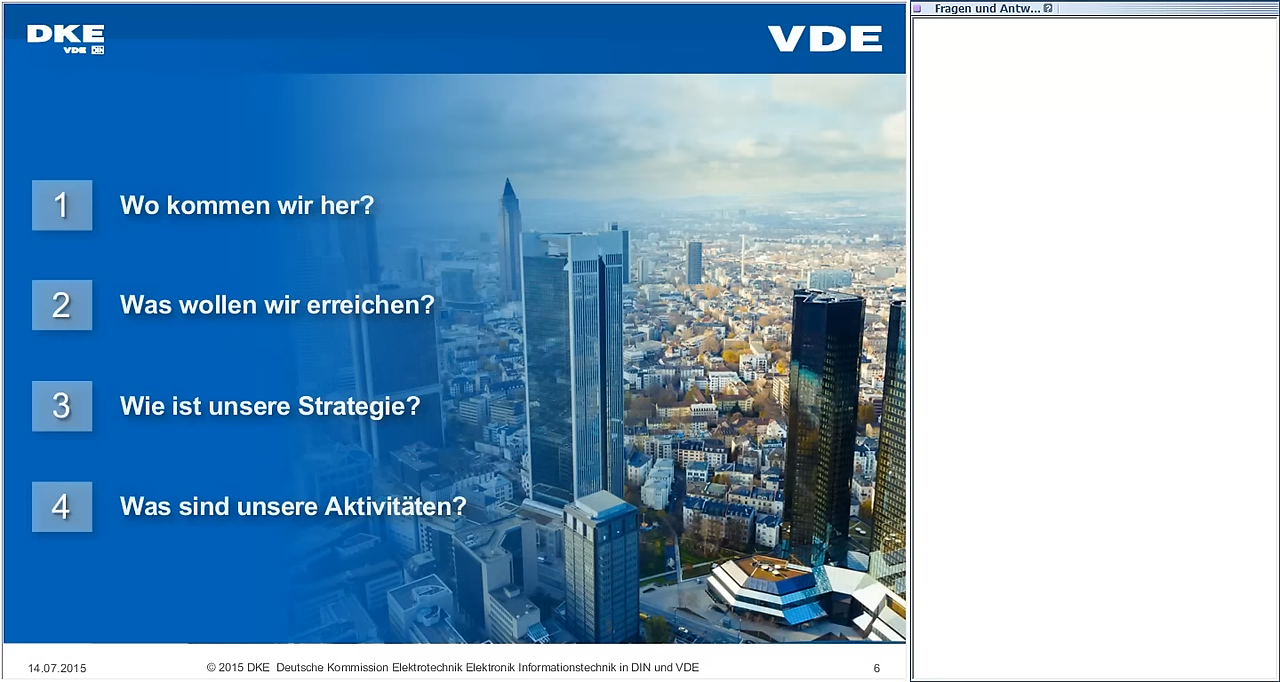 DKE
VDE DIN
VDE
Fragen und Antw...
1 Wo kommen wir her?
2 Was wollen wir erreichen?
3 Wie ist unsere Strategie?
4 Was sind unsere Aktivitäten?
14.07.2015
© 2015 DKE Deutsche Kommission Elektrotechnik Elektronik Informationstechnik in DIN und VDE
6